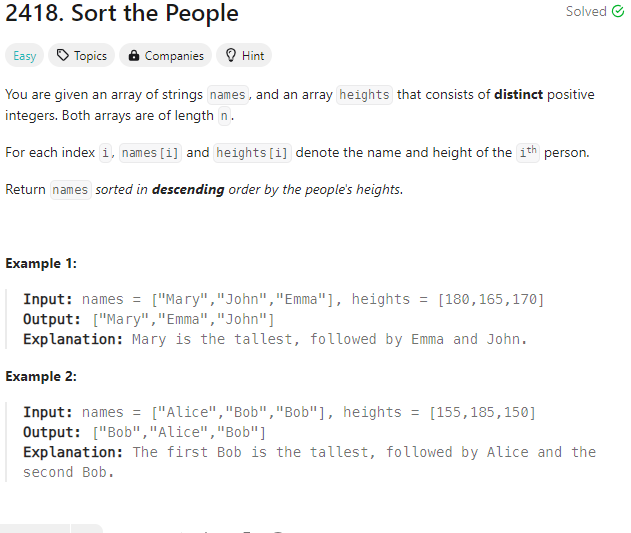 2418. Sort the People
Solved
Easy Topics Companies Hint
You are given an array of strings names, and an array heights that consists of distinct positive
integers. Both arrays are of length n.
For each index i, names[i] and heights[i] denote the name and height of the ith person.
Return names sorted in descending order by the people's heights.
Example 1:
Input: names = ["Mary","John","Emma"], heights = [180,165,170]
Output: ["Mary","Emma","John"]
Explanation: Mary is the tallest, followed by Emma and John.
Example 2:
Input: names = ["Alice","Bob","Bob"], heights = [155,185,150]
Output: ["Bob","Alice","Bob"]
Explanation: The first Bob is the tallest, followed by Alice and the
second Bob.